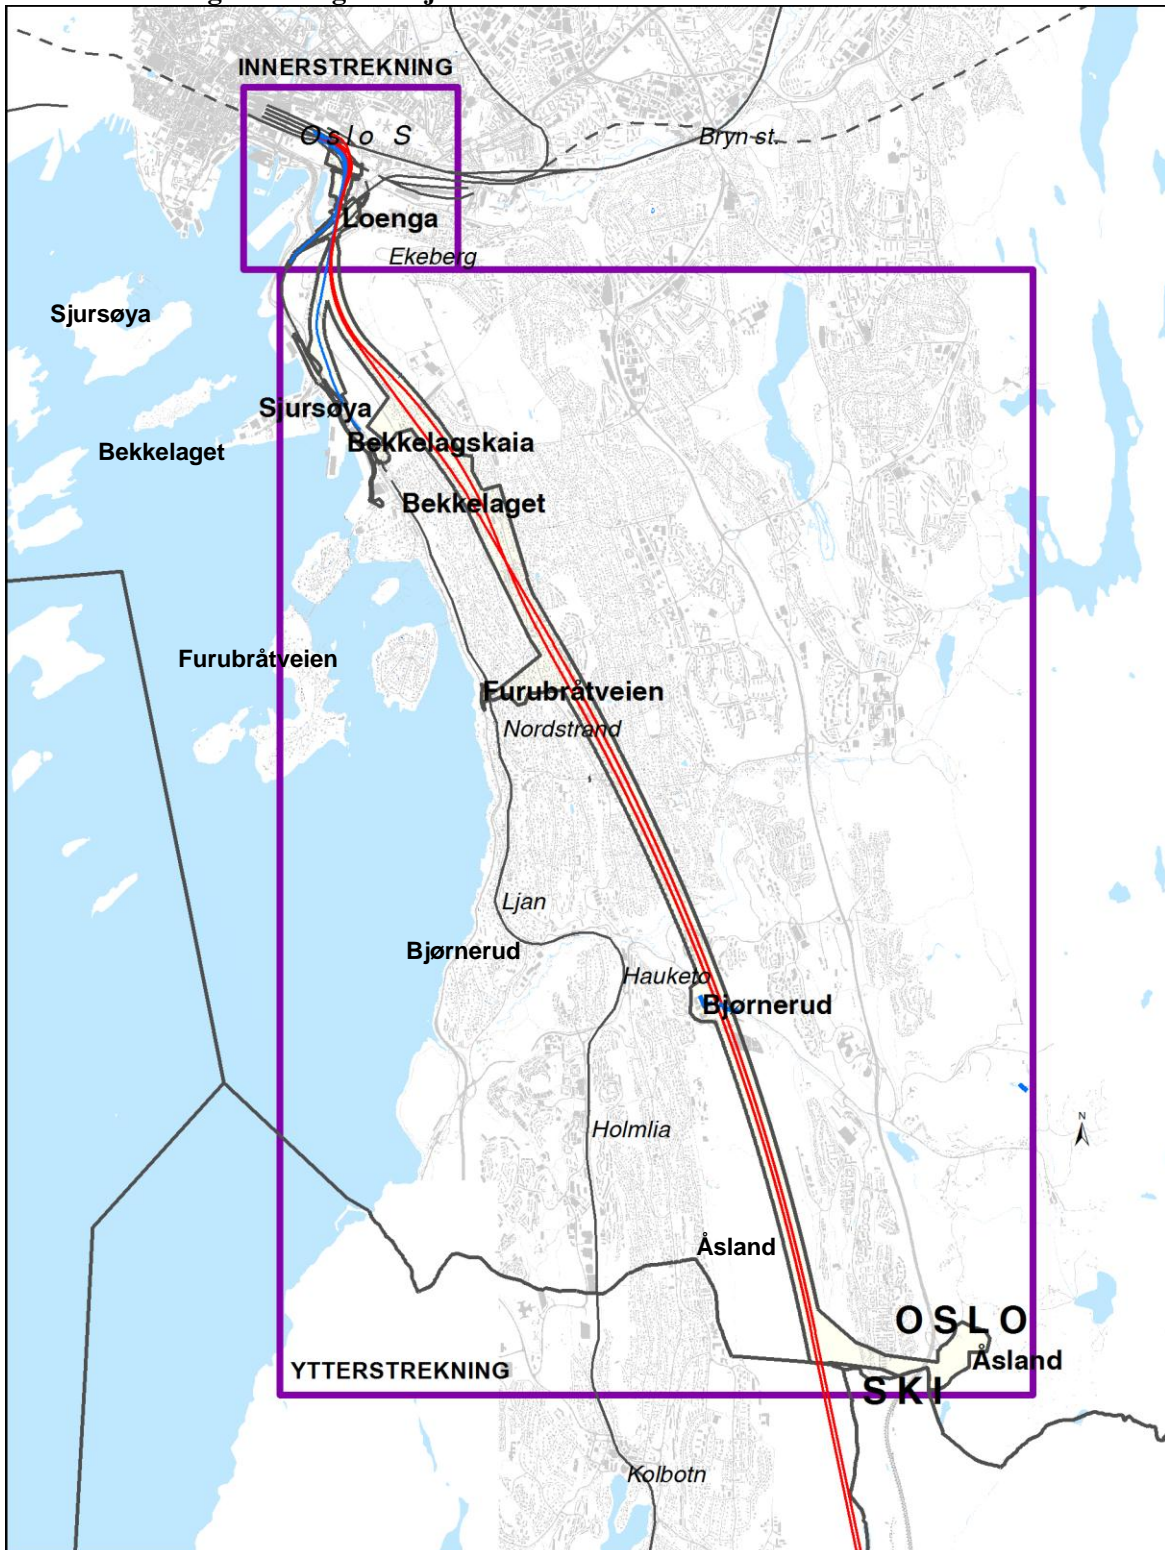 INNERSTREKNING
Oslo S
Bryn st.
Loenga
Ekeberg
Sjursøya
Sjursøya
Bekkelagskaia
Bekkelaget
Bekkelaget
Furubråtveien
Furubråtveien
Nordstrand
Ljan
Bjørnerud
Hauketo
Bjørnerud
N
Holmlia
Åsland
OSLO
Åsland
YTTERSTREKNING
SKI
Kolbotn